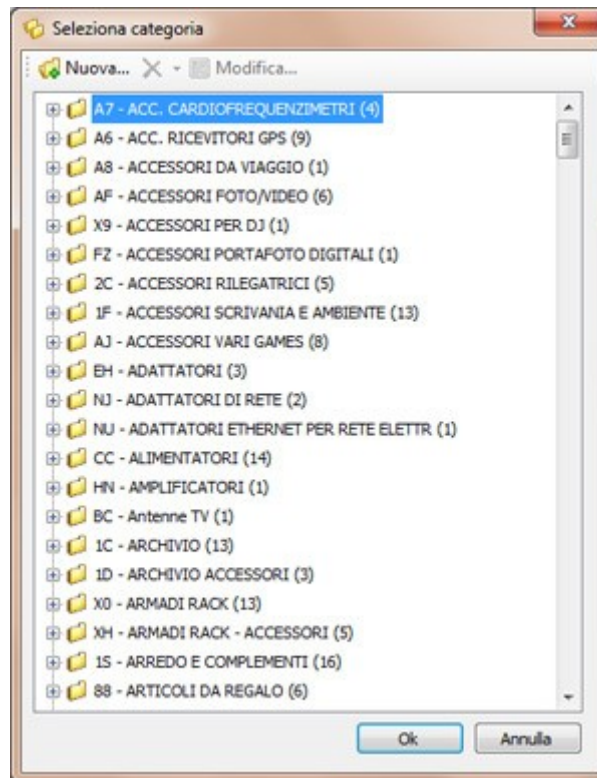 Seleziona categoria
Nuova... Modifica...
A7 - ACC. CARDIOFREQUENZIMETRI (4)
A6 - ACC. RICEVITORI GPS (9)
A8 - ACCESSORI DA VIAGGIO (1)
AF - ACCESSORI FOTO/VIDEO (6)
X9 - ACCESSORI PER DJ (1)
FZ - ACCESSORI PORTAFOTO DIGITALI (1)
2C - ACCESSORI RILEGATRICI (5)
1F - ACCESSORI SCRIVANIA E AMBIENTE (13)
AJ - ACCESSORI VARI GAMES (8)
EH - ADATTATORI (3)
NJ - ADATTATORI DI RETE (2)
NU - ADATTATORI ETHERNET PER RETE ELETTR (1)
CC - ALIMENTATORI (14)
HN - AMPLIFICATORI (1)
BC - Antenne TV (1)
1C - ARCHIVIO (13)
1D - ARCHIVIO ACCESSORI (3)
X0 - ARMADI RACK (13)
XH - ARMADI RACK - ACCESSORI (5)
1S - ARREDO E COMPLEMENTI (16)
88 - ARTICOLI DA REGALO (6)
Ok Annulla